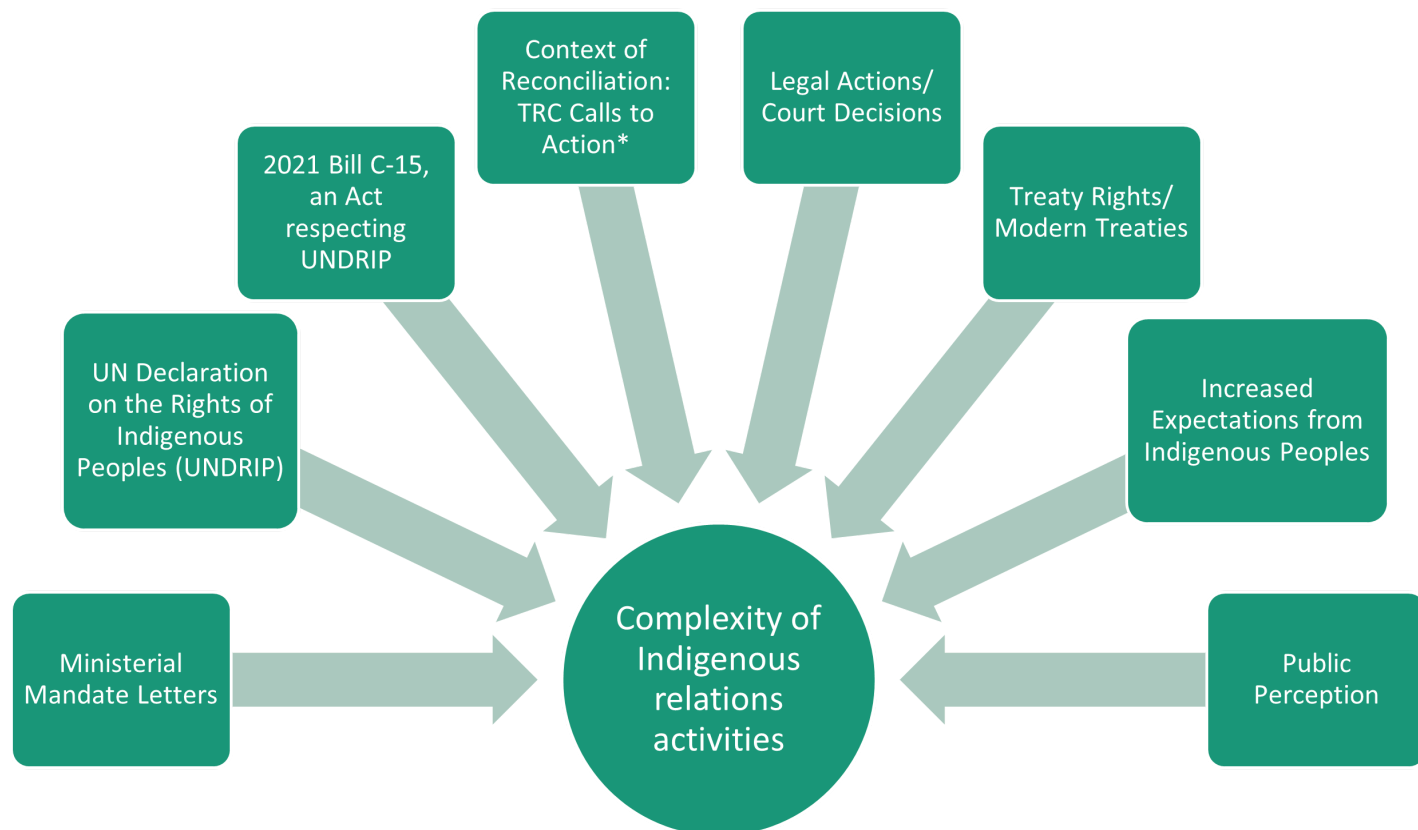 Ministerial
Mandate Letters
UN Declaration
on the Rights of
Indigenous
Peoples (UNDRIP)
2021 Bill C-15,
an Act
respecting
UNDRIP
Context of
Reconciliation:
TRC Calls to
Action*
Legal Actions/
Court Decisions
Treaty Rights/
Modern Treaties
Increased
Expectations from
Indigenous Peoples
Public
Perception
Complexity of
Indigenous
relations
activities